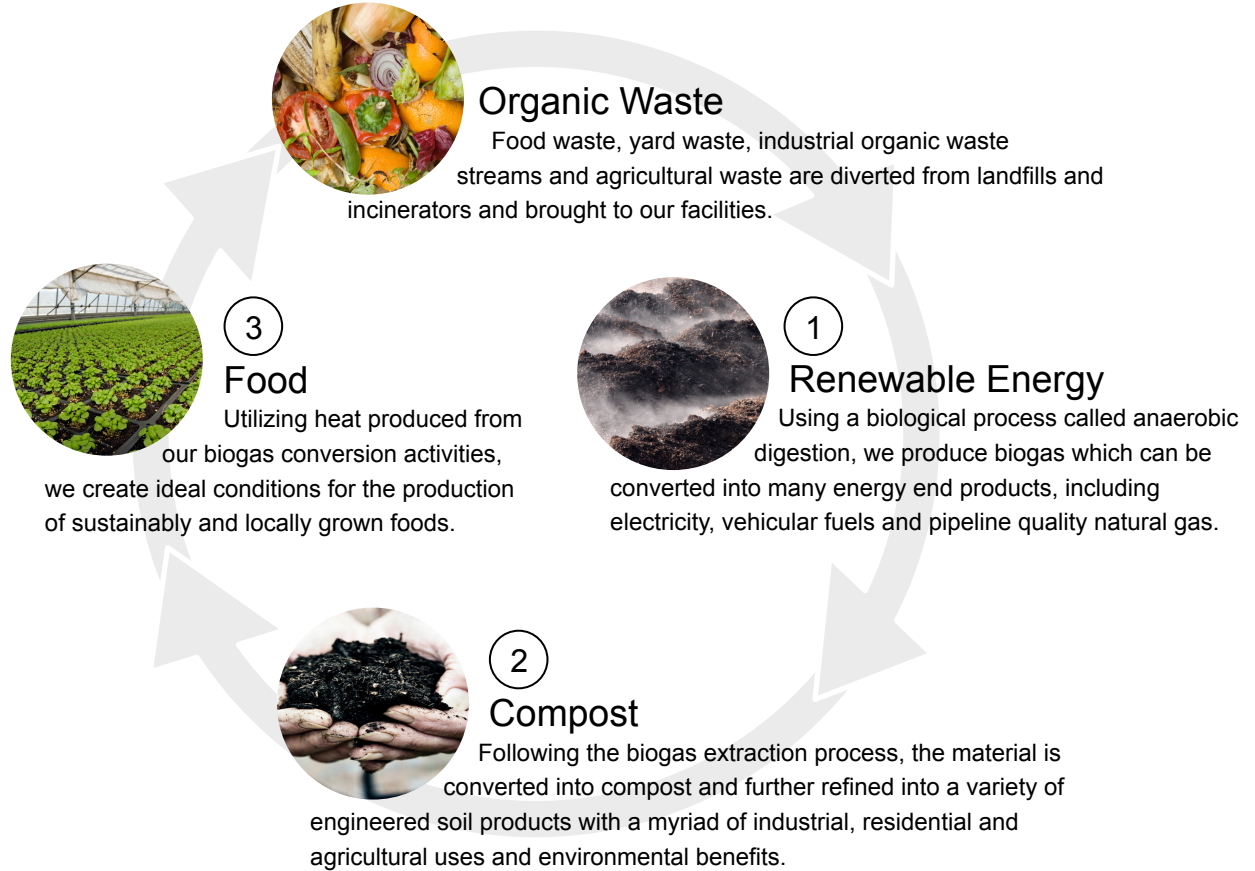 Organic Waste
Food waste, yard waste, industrial organic waste
streams and agricultural waste are diverted from landfills and
incinerators and brought to our facilities.
1
Renewable Energy
Using a biological process called anaerobic
digestion, we produce biogas which can be
converted into many energy end products, including
electricity, vehicular fuels and pipeline quality natural gas.
2
Compost
Following the biogas extraction process, the material is
converted into compost and further refined into a variety of
engineered soil products with a myriad of industrial, residential and
agricultural uses and environmental benefits.
3
Food
Utilizing heat produced from
our biogas conversion activities,
we create ideal conditions for the production
of sustainably and locally grown foods.